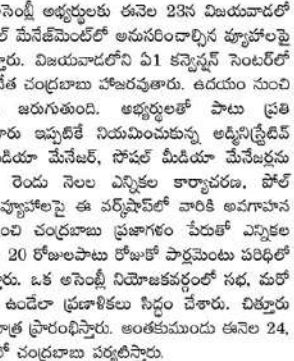 సెంబ్లీ అభ్యర్థులకు ఈనెల 23న విజయవాడలో
ల్ మేనేజ్‌మెంట్‌లో అనుసరించాల్సిన వ్యూహాలపై
రు. విజయవాడలోని ఏ1 కన్వెన్షన్ సెంటర్‌లో
నేత చంద్రబాబు హాజరవుతారు. ఉదయం నుంచి
జరుగుతుంది. అభ్యర్థులతో పాటు ప్రతి
రు ఇప్పటికే నియమించుకున్న అడ్మినిస్ట్రేటివ్
డియా మేనేజర్, సోషల్ మీడియా మేనేజర్లను
రెండు నెలల ఎన్నికల కార్యాచరణ, పోల్
వ్యూహాలపై ఈ వర్క్‌షాప్‌లో వారికి అవగాహన
ంచి చంద్రబాబు ప్రజాగళం పేరుతో ఎన్నికల
20 రోజులపాటు రోజుకో పార్లమెంటు పరిధిలో
రు. ఒక అసెంబ్లీ నియోజకవర్గంలో సభ, మరో
ఉండేలా ప్రణాళికలు సిద్ధం చేశారు. చిత్తూరు
ాత్ర ప్రారంభిస్తారు. అంతకుముందు ఈనెల 24,
లో చంద్రబాబు పర్యటిస్తారు.